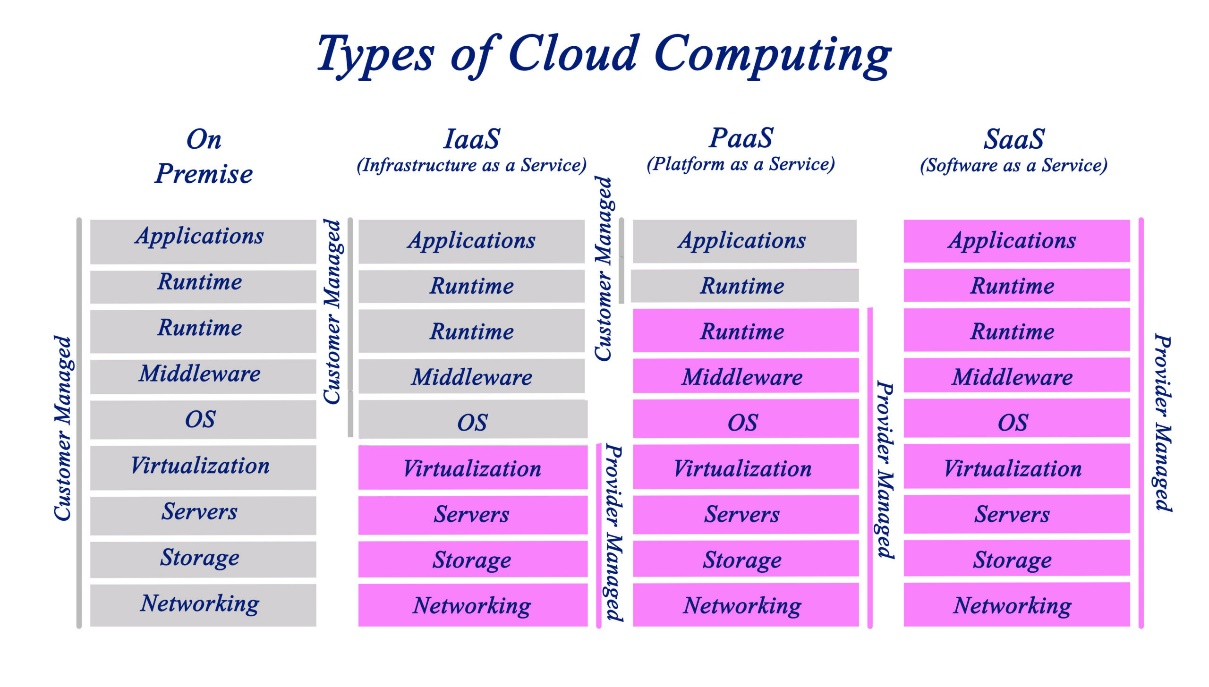 Types of Cloud Computing
On
Premise
Customer Managed
Applications
Runtime
Runtime
Middleware
OS
Virtualization
Servers
Storage
Networking
IaaS
(Infrastructure as a Service)
Customer Managed
Applications
Runtime
Runtime
Middleware
OS
Virtualization
Servers
Storage
Networking
Provider Managed
PaaS
(Platform as a Service)
Customer Managed
Applications
Runtime
Runtime
Middleware
OS
Virtualization
Servers
Storage
Networking
Provider Managed
SaaS
(Software as a Service)
Applications
Runtime
Runtime
Middleware
OS
Virtualization
Servers
Storage
Networking
Provider Managed